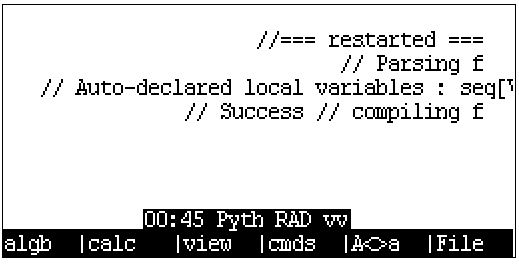 //=== restarted ===
// Parsing f
// Auto-declared local variables : seq[
// Success // compiling f
00:45 Pyth RAD vv
algb |calc |view |cmds |A<>a |File